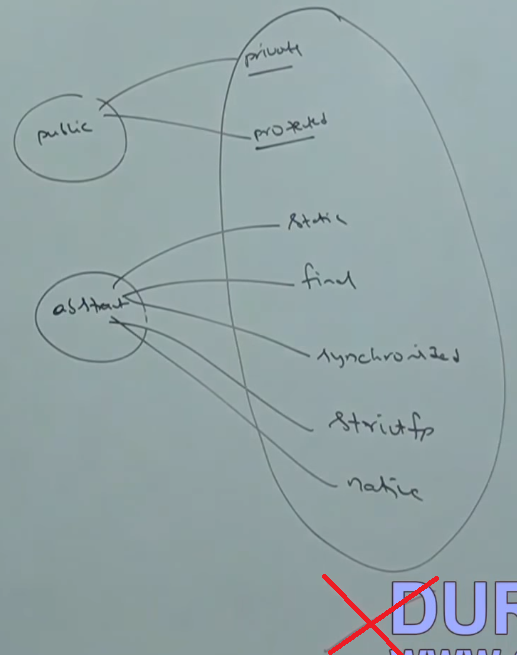 private
public
protected
static
abstract
final
synchronized
strictfp
native
DUR